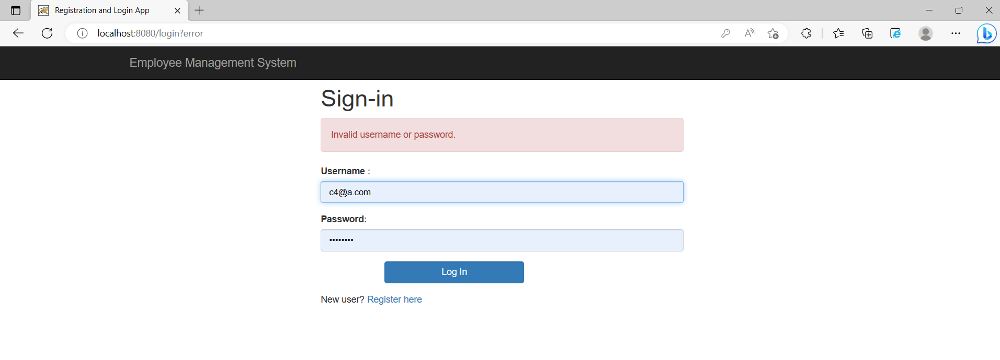 Registration and Login App
localhost:8080/login?error
Employee Management System
Sign-in
Invalid username or password.
Username :
c4@a.com
Password:
••••••••
Log In
New user? Register here